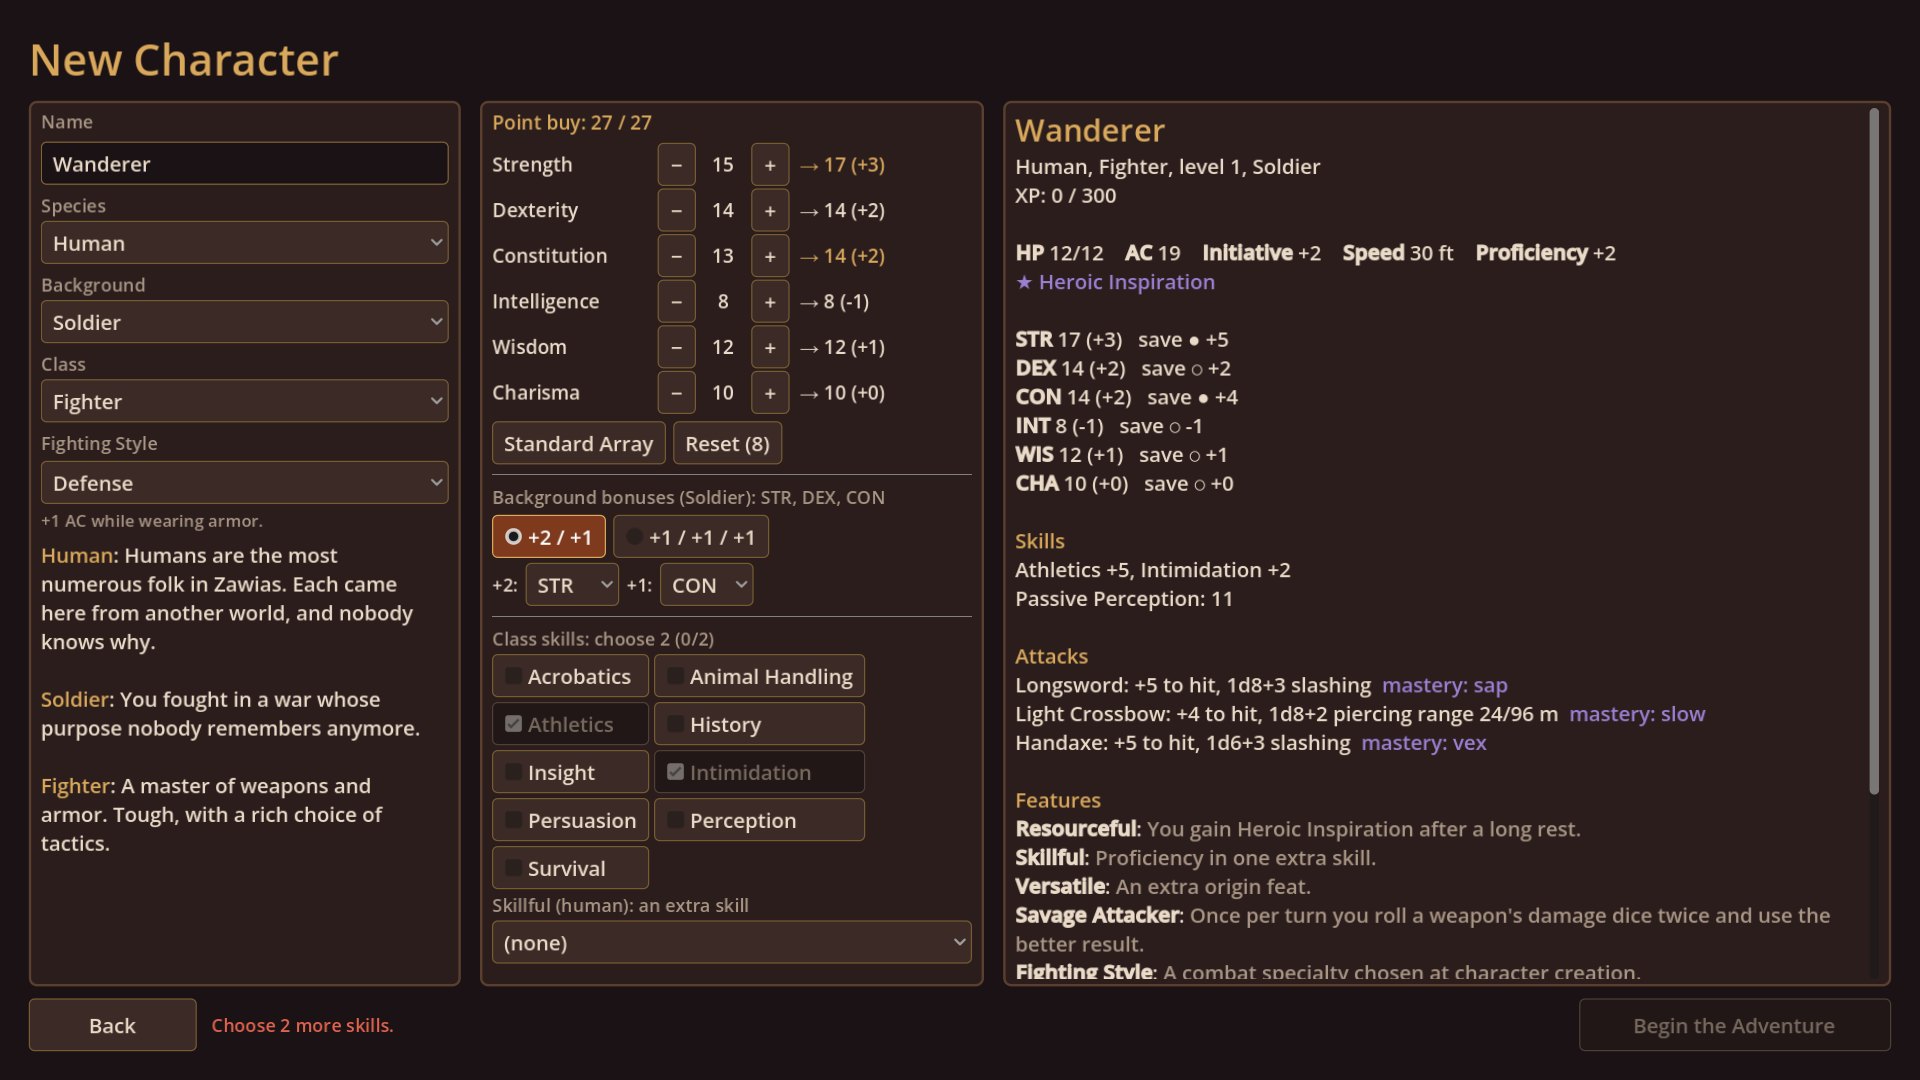 New Character
Name
Wanderer
Species
Human
Background
Soldier
Class
Fighter
Fighting Style
Defense
+1 AC while wearing armor.
Human: Humans are the most
numerous folk in Zawias. Each came
here from another world, and nobody
knows why.
Soldier: You fought in a war whose
purpose nobody remembers anymore.
Fighter: A master of weapons and
armor. Tough, with a rich choice of
tactics.
Point buy: 27 / 27
Strength − 15 + → 17 (+3)
Dexterity − 14 + → 14 (+2)
Constitution − 13 + → 14 (+2)
Intelligence − 8 + → 8 (-1)
Wisdom − 12 + → 12 (+1)
Charisma − 10 + → 10 (+0)
Standard Array Reset (8)
Background bonuses (Soldier): STR, DEX, CON
+2 / +1 +1 / +1 / +1
+2: STR +1: CON
Class skills: choose 2 (0/2)
Acrobatics Animal Handling
Athletics History
Insight Intimidation
Persuasion Perception
Survival
Skillful (human): an extra skill
(none)
Wanderer
Human, Fighter, level 1, Soldier
XP: 0 / 300
HP 12/12 AC 19 Initiative +2 Speed 30 ft Proficiency +2
★ Heroic Inspiration
STR 17 (+3) save ● +5
DEX 14 (+2) save ○ +2
CON 14 (+2) save ● +4
INT 8 (-1) save ○ -1
WIS 12 (+1) save ○ +1
CHA 10 (+0) save ○ +0
Skills
Athletics +5, Intimidation +2
Passive Perception: 11
Attacks
Longsword: +5 to hit, 1d8+3 slashing mastery: sap
Light Crossbow: +4 to hit, 1d8+2 piercing range 24/96 m mastery: slow
Handaxe: +5 to hit, 1d6+3 slashing mastery: vex
Features
Resourceful: You gain Heroic Inspiration after a long rest.
Skillful: Proficiency in one extra skill.
Versatile: An extra origin feat.
Savage Attacker: Once per turn you roll a weapon's damage dice twice and use the
better result.
Fighting Style: A combat specialty chosen at character creation.
Back Choose 2 more skills. Begin the Adventure